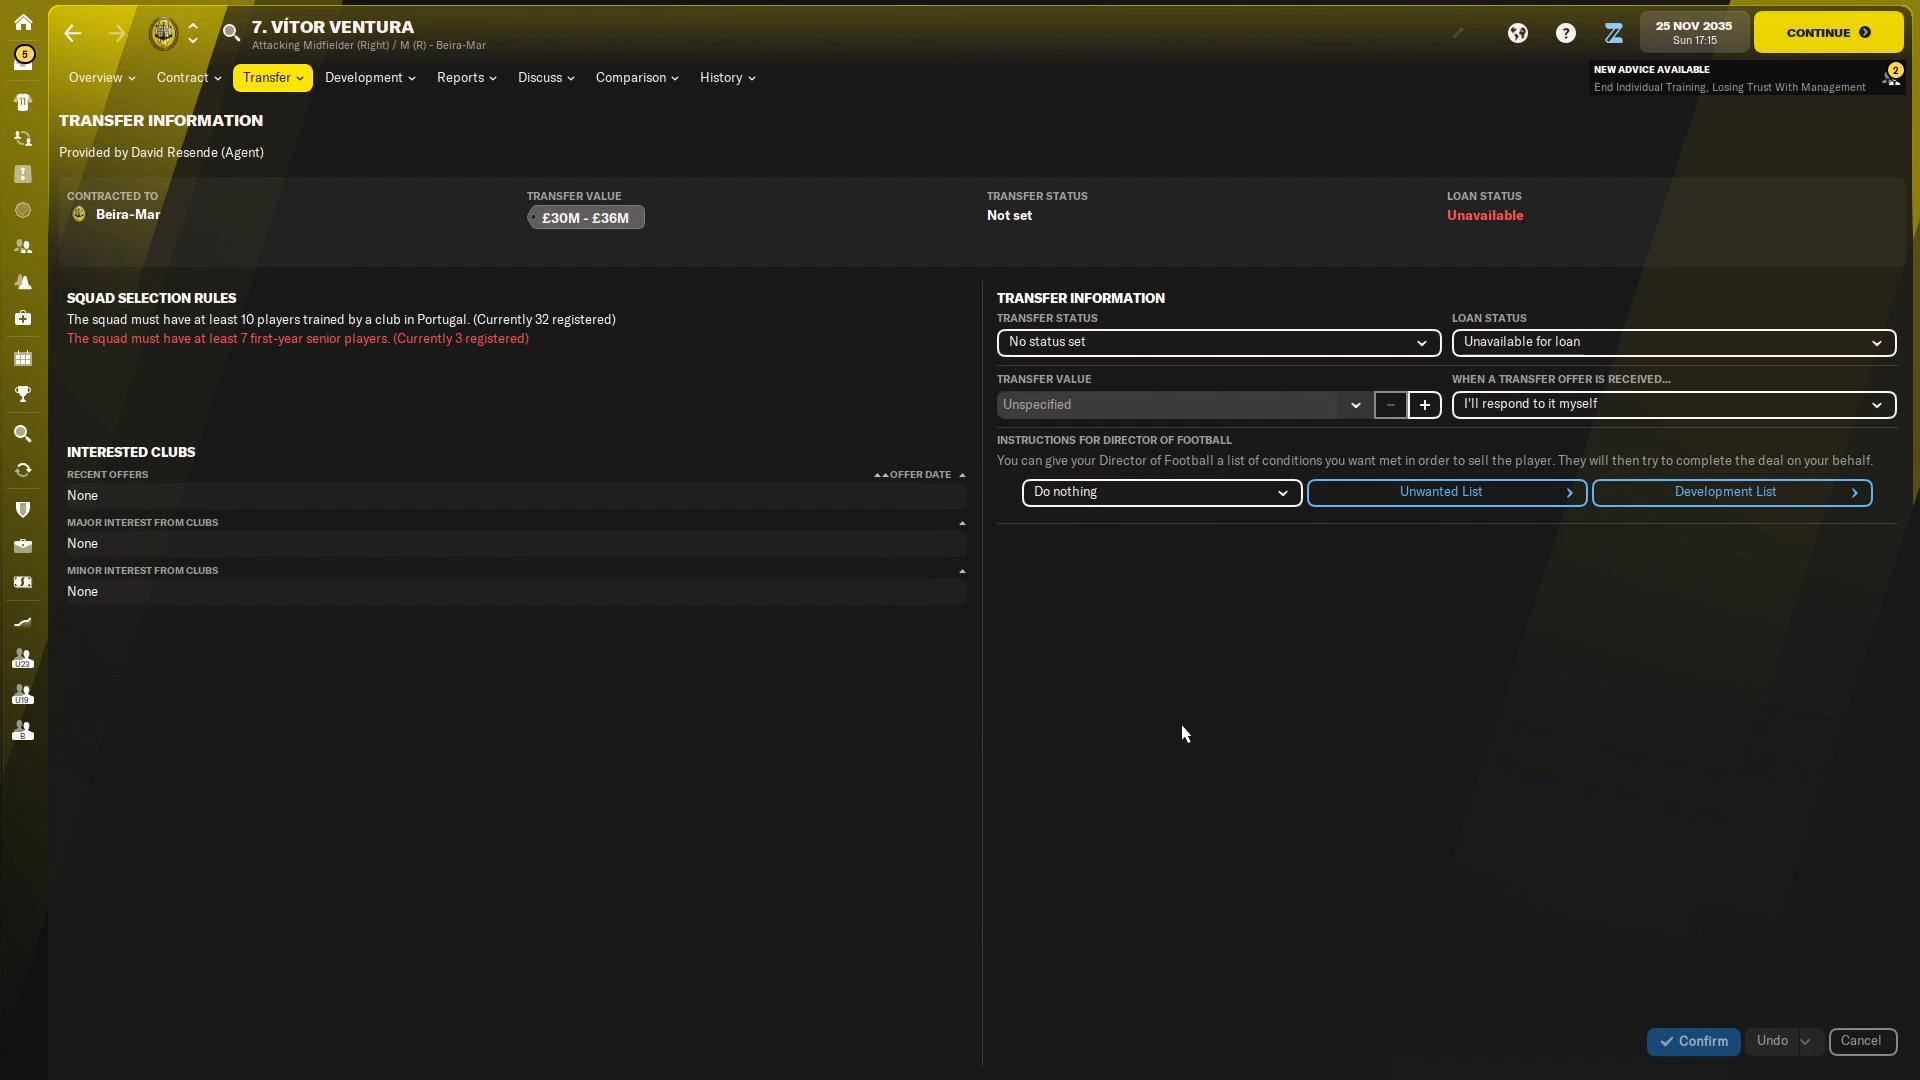 5
7. VÍTOR VENTURA
Attacking Midfielder (Right) / M (R) - Beira-Mar
25 NOV 2035
Sun 17:15
CONTINUE
Overview
Contract
Transfer
Development
Reports
Discuss
Comparison
History
NEW ADVICE AVAILABLE
End Individual Training, Losing Trust With Management
2
TRANSFER INFORMATION
Provided by David Resende (Agent)
CONTRACTED TO
Beira-Mar
TRANSFER VALUE
£30M - £36M
TRANSFER STATUS
Not set
LOAN STATUS
Unavailable
SQUAD SELECTION RULES
The squad must have at least 10 players trained by a club in Portugal. (Currently 32 registered)
The squad must have at least 7 first-year senior players. (Currently 3 registered)
INTERESTED CLUBS
RECENT OFFERS
OFFER DATE
None
MAJOR INTEREST FROM CLUBS
None
MINOR INTEREST FROM CLUBS
None
TRANSFER INFORMATION
TRANSFER STATUS
No status set
LOAN STATUS
Unavailable for loan
TRANSFER VALUE
Unspecified
WHEN A TRANSFER OFFER IS RECEIVED...
I'll respond to it myself
INSTRUCTIONS FOR DIRECTOR OF FOOTBALL
You can give your Director of Football a list of conditions you want met in order to sell the player. They will then try to complete the deal on your behalf.
Do nothing
Unwanted List
Development List
U23
U19
B
Confirm
Undo
Cancel